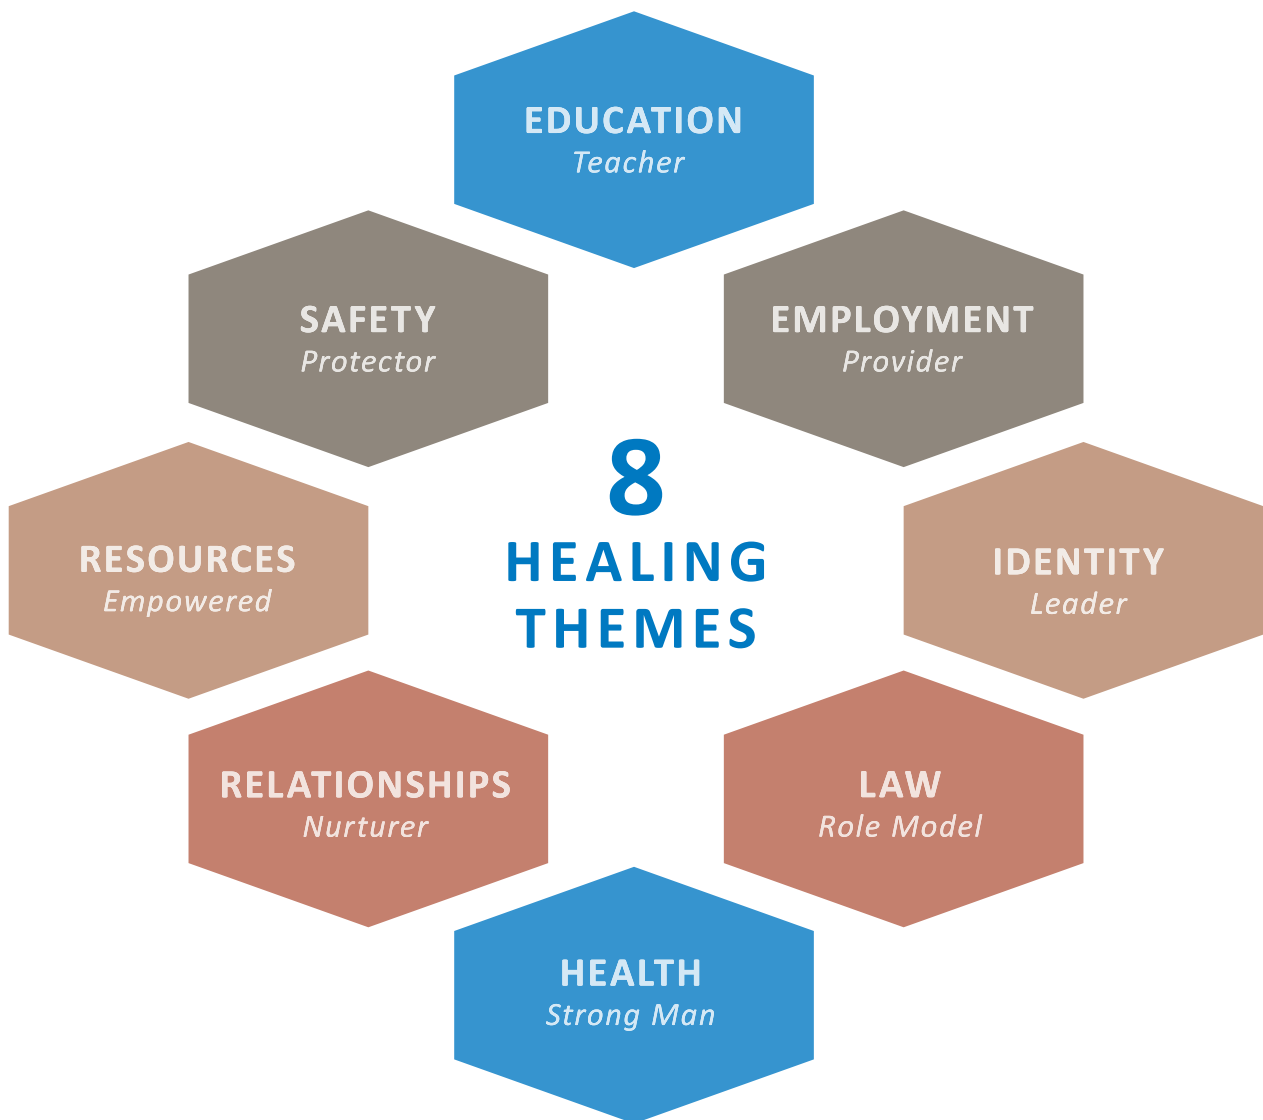 EDUCATION
Teacher
SAFETY
Protector
EMPLOYMENT
Provider
8
HEALING
THEMES
RESOURCES
Empowered
IDENTITY
Leader
RELATIONSHIPS
Nurturer
LAW
Role Model
HEALTH
Strong Man